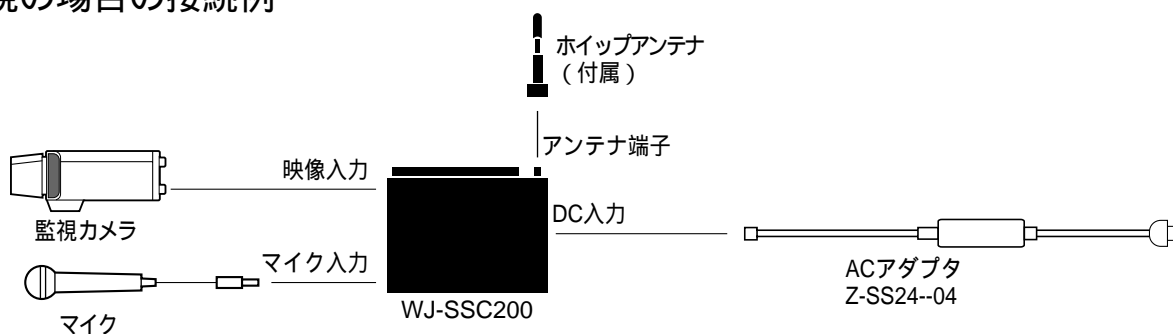 の場合の接続例
ホイップアンテナ
(付属)
アンテナ端子
映像入力
DC入力
監視カメラ
マイク入力
ACアダプタ
Z-SS24--04
WJ-SSC200
マイク